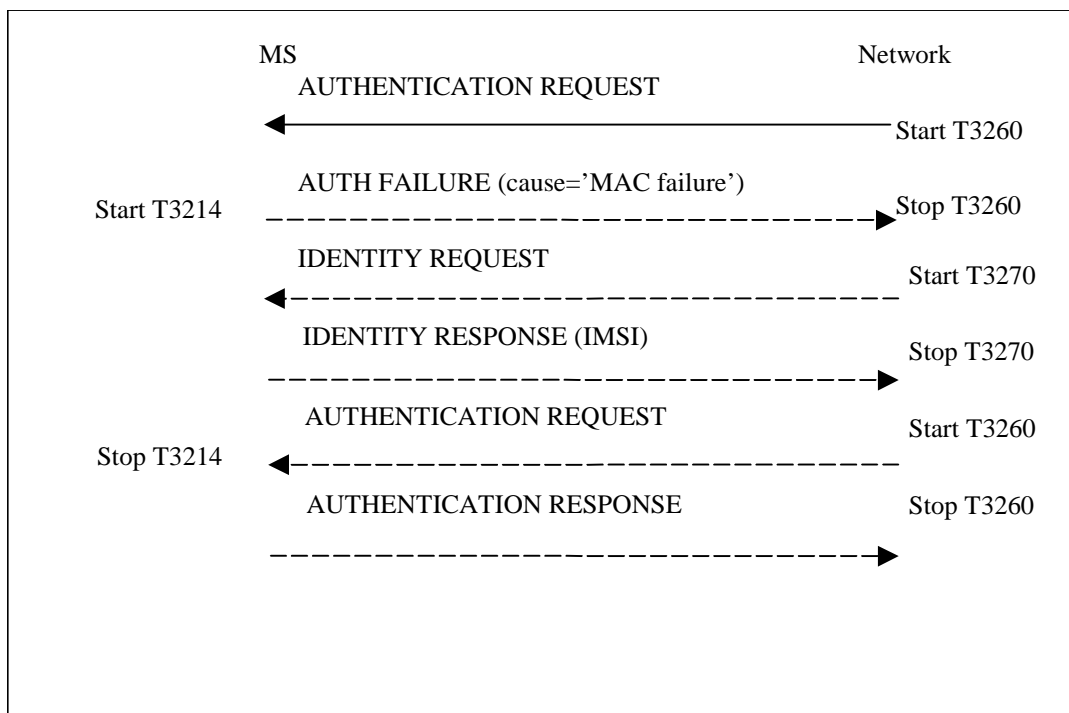 MS Network
AUTHENTICATION REQUEST
Start T3260
AUTH FAILURE (cause=’MAC failure’)
Start T3214 Stop T3260
IDENTITY REQUEST
Start T3270
IDENTITY RESPONSE (IMSI)
Stop T3270
AUTHENTICATION REQUEST
Start T3260
Stop T3214
AUTHENTICATION RESPONSE
Stop T3260